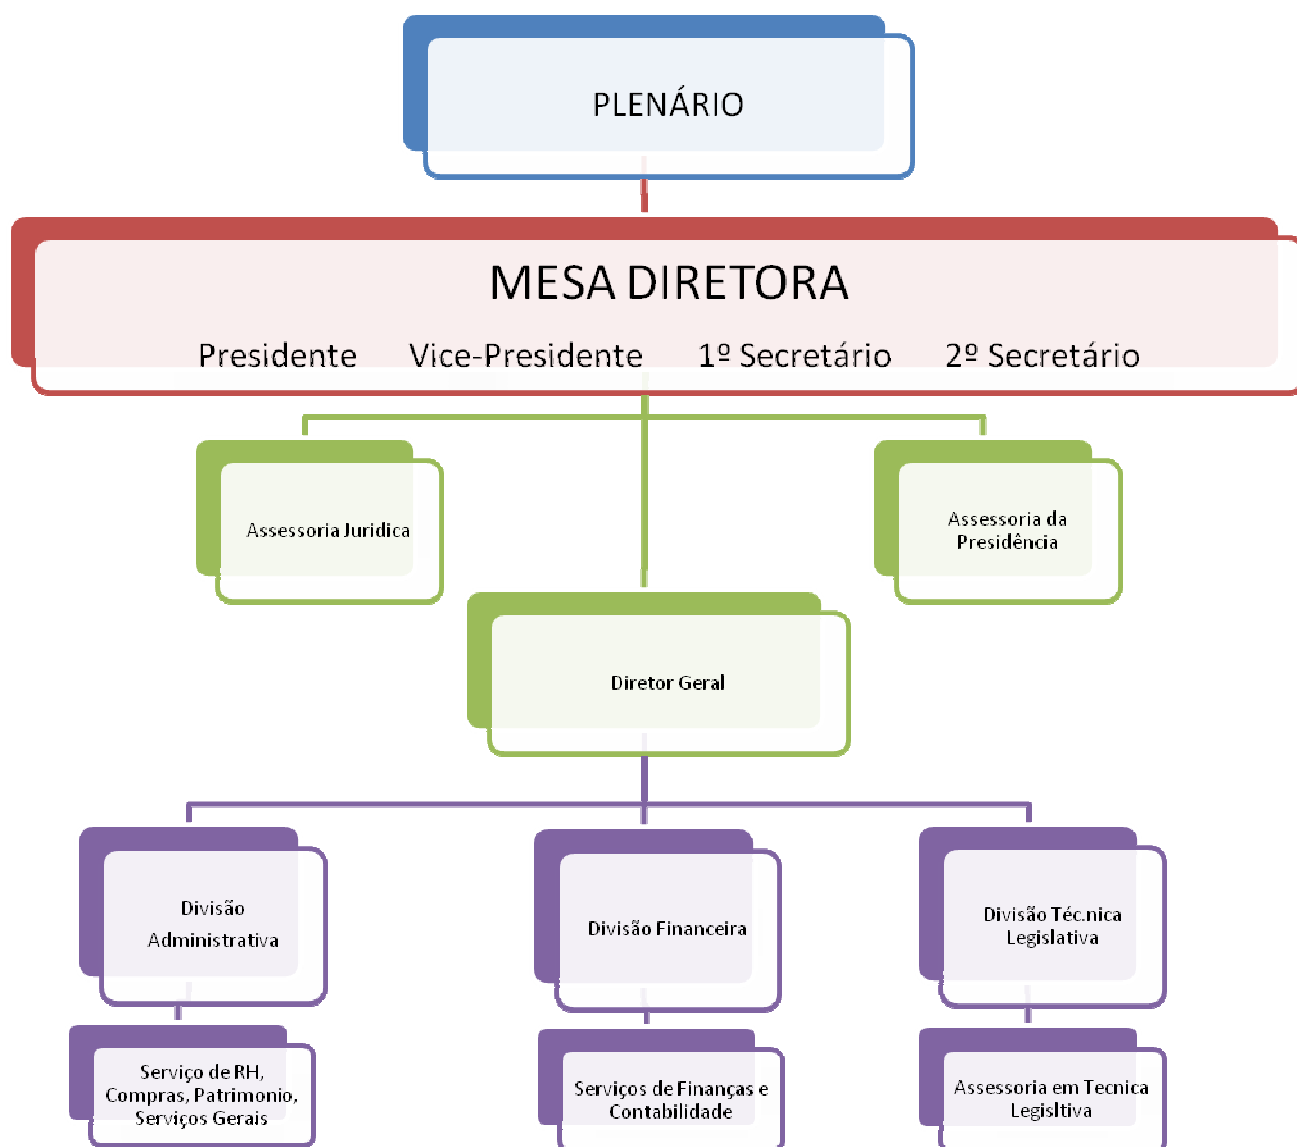 PLENÁRIO
MESA DIRETORA
Presidente Vice-Presidente 1º Secretário 2º Secretário
Assessoria Juridica
Assessoria da
Presidência
Diretor Geral
Divisão
Administrativa
Divisão Financeira
Divisão Téc.nica
Legislativa
Serviço de RH,
Compras, Patrimonio,
Serviços Gerais
Serviços de Finanças e
Contabilidade
Assessoria em Tecnica
Legisltiva